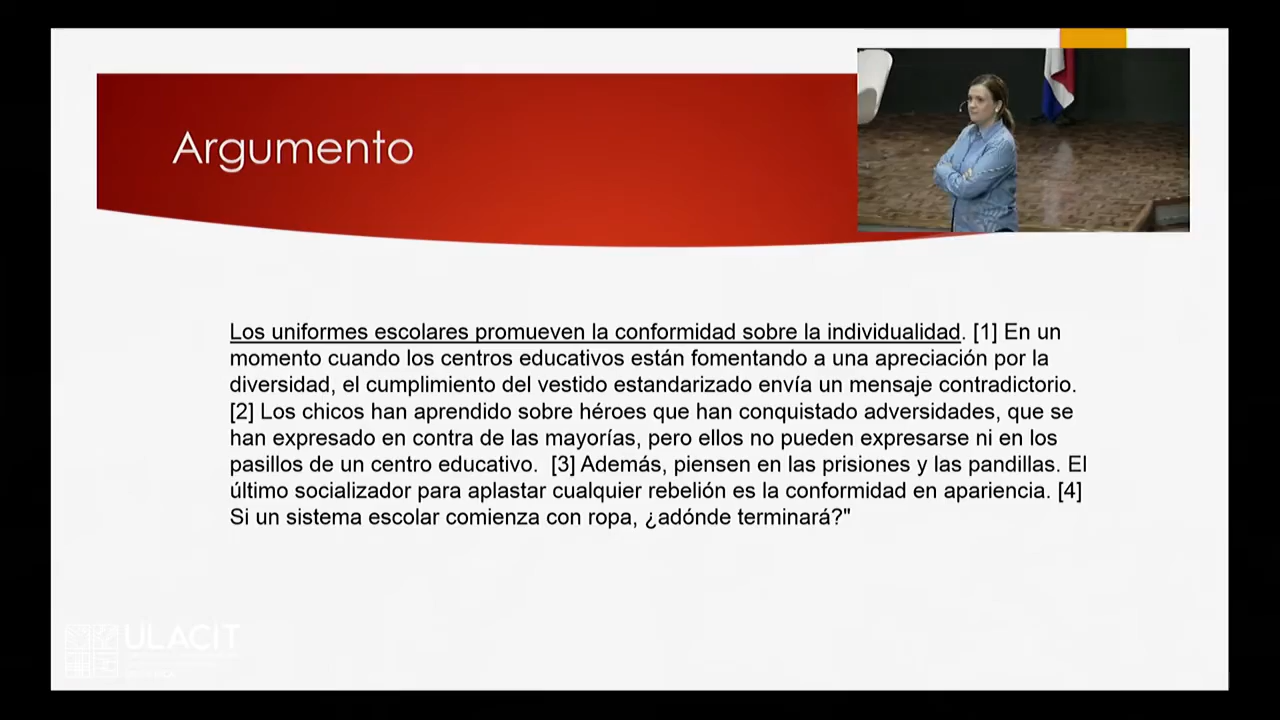 Argumento
Los uniformes escolares promueven la conformidad sobre la individualidad. [1] En un
momento cuando los centros educativos están fomentando a una apreciación por la
diversidad, el cumplimiento del vestido estandarizado envía un mensaje contradictorio.
[2] Los chicos han aprendido sobre héroes que han conquistado adversidades, que se
han expresado en contra de las mayorías, pero ellos no pueden expresarse ni en los
pasillos de un centro educativo. [3] Además, piensen en las prisiones y las pandillas. El
último socializador para aplastar cualquier rebelión es la conformidad en apariencia. [4]
Si un sistema escolar comienza con ropa, ¿adónde terminará?"
ULACIT